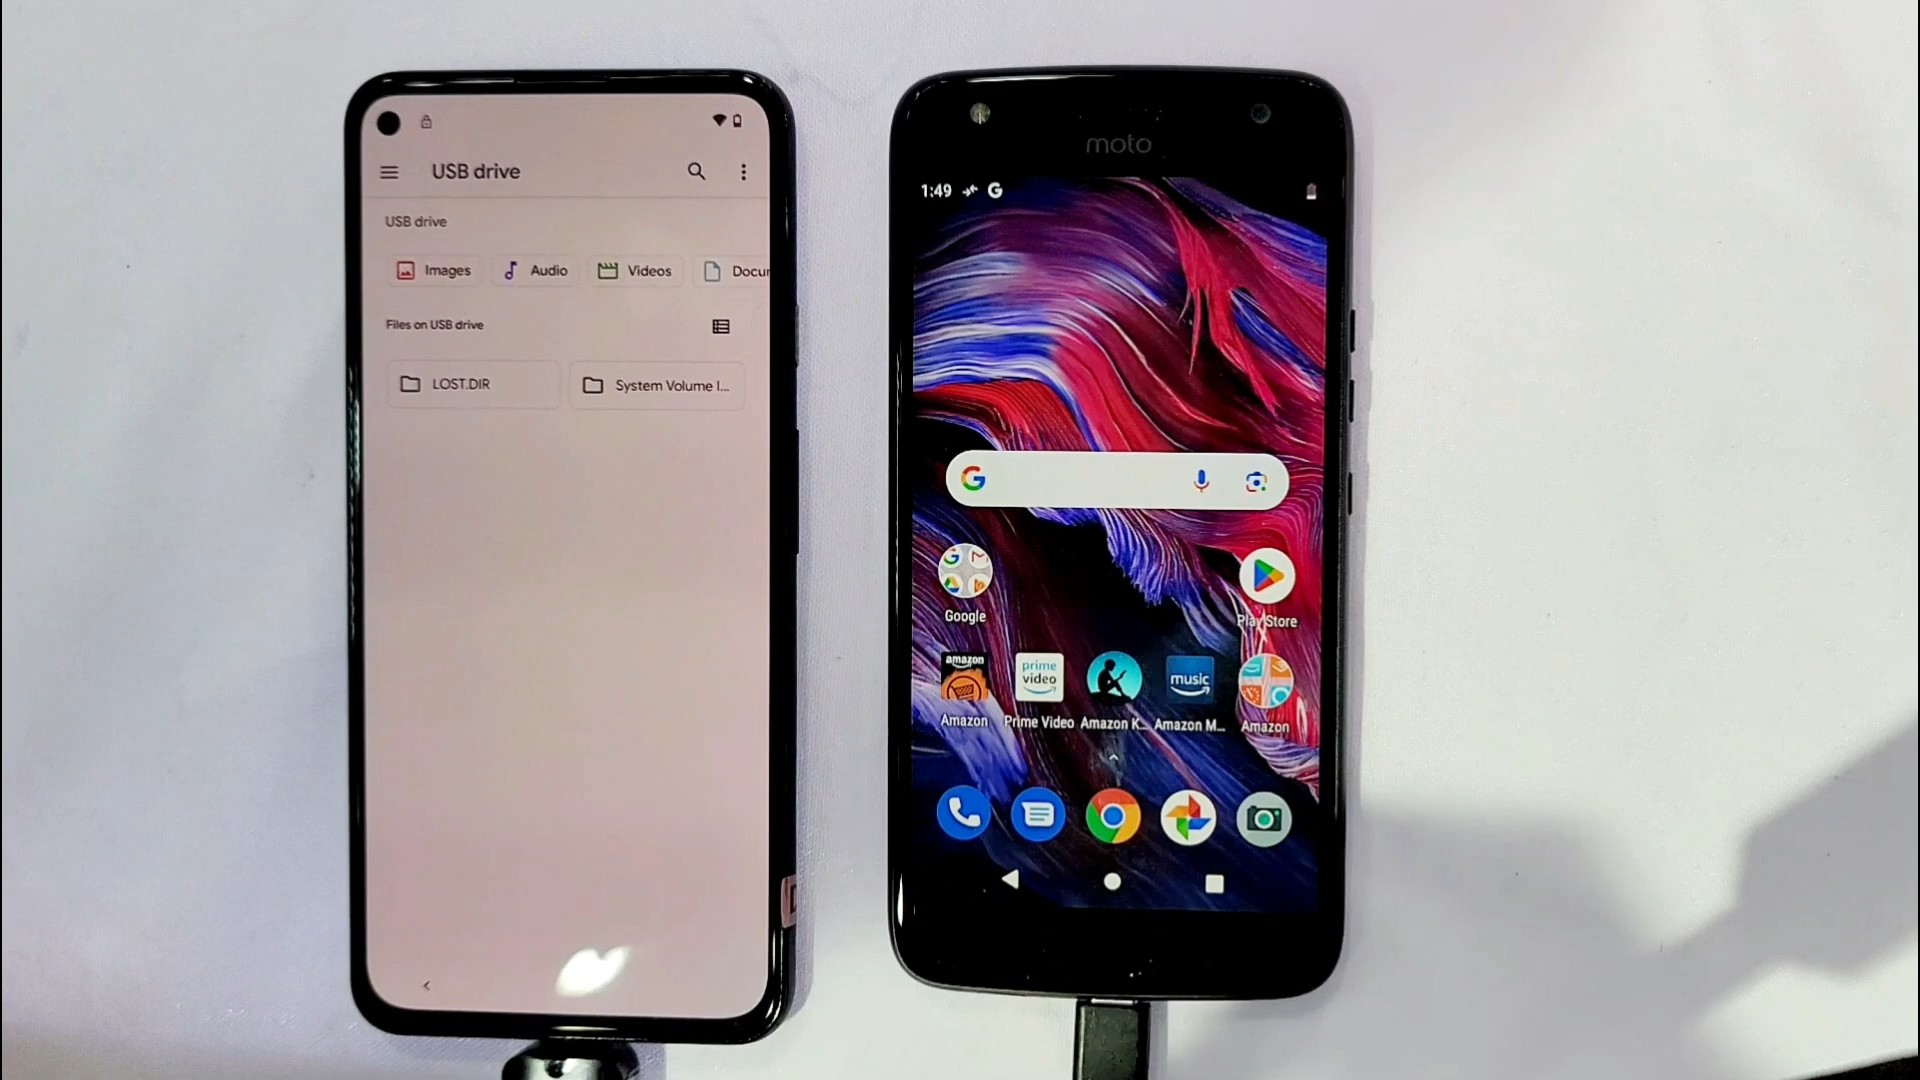 USB drive
USB drive
Images Audio Videos Docur
Files on USB drive
LOST.DIR System Volume I...
moto
1:49 G
G
Google Play Store
amazon prime video music
Amazon Prime Video Amazon K... Amazon M... Amazon